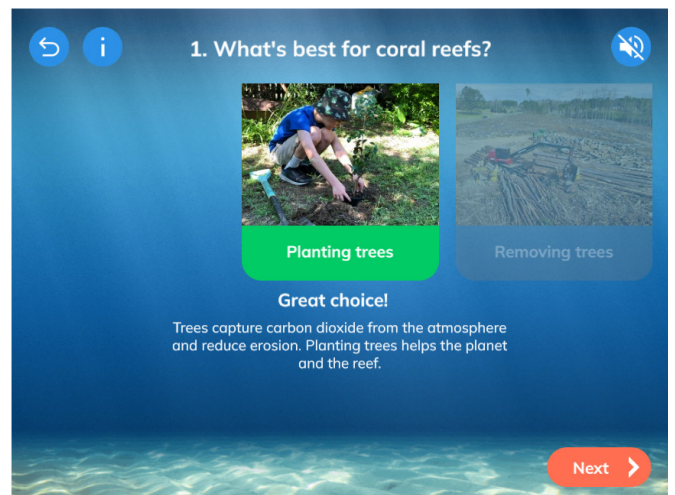 1. What's best for coral reefs?
Planting trees
Removing trees
Great choice!
Trees capture carbon dioxide from the atmosphere
and reduce erosion. Planting trees helps the planet
and the reef.
Next